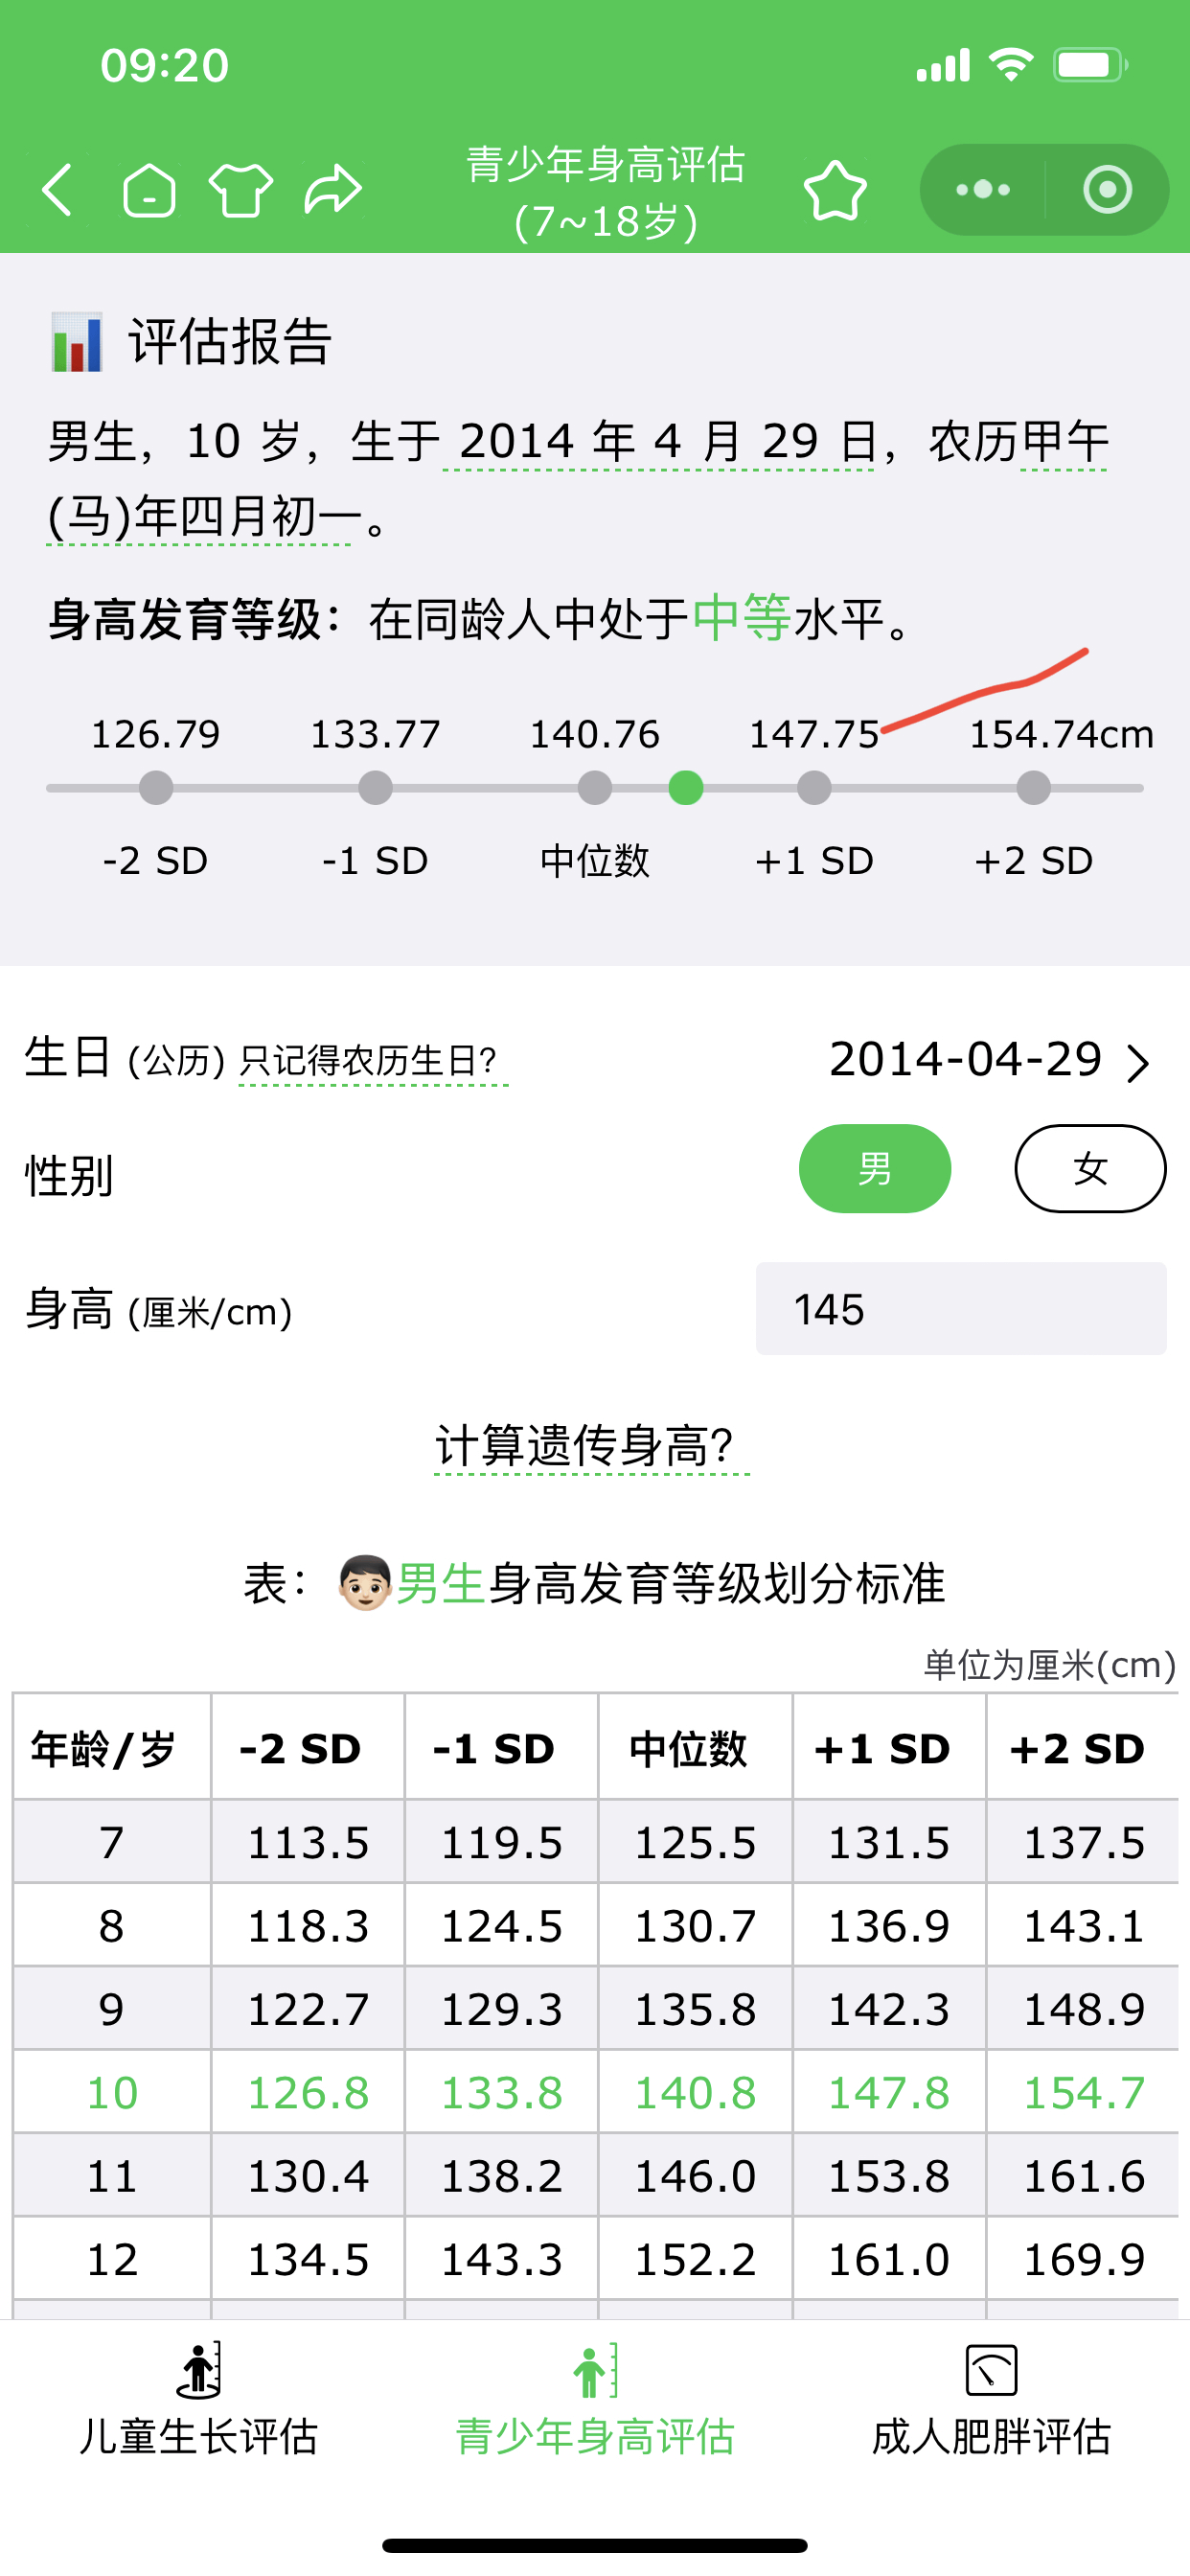 09:20
青少年身高评估
(7~18岁)
评估报告
男生，10 岁，生于 2014 年 4 月 29 日，农历甲午
(马)年四月初一。
身高发育等级：在同龄人中处于中等水平。
126.79 133.77 140.76 147.75 154.74cm
-2 SD -1 SD 中位数 +1 SD +2 SD
生日 (公历) 只记得农历生日? 2014-04-29
性别 男 女
身高 (厘米/cm) 145
计算遗传身高?
表：男生身高发育等级划分标准
单位为厘米(cm)
年龄/岁 -2 SD -1 SD 中位数 +1 SD +2 SD
7 113.5 119.5 125.5 131.5 137.5
8 118.3 124.5 130.7 136.9 143.1
9 122.7 129.3 135.8 142.3 148.9
10 126.8 133.8 140.8 147.8 154.7
11 130.4 138.2 146.0 153.8 161.6
12 134.5 143.3 152.2 161.0 169.9
儿童生长评估 青少年身高评估 成人肥胖评估